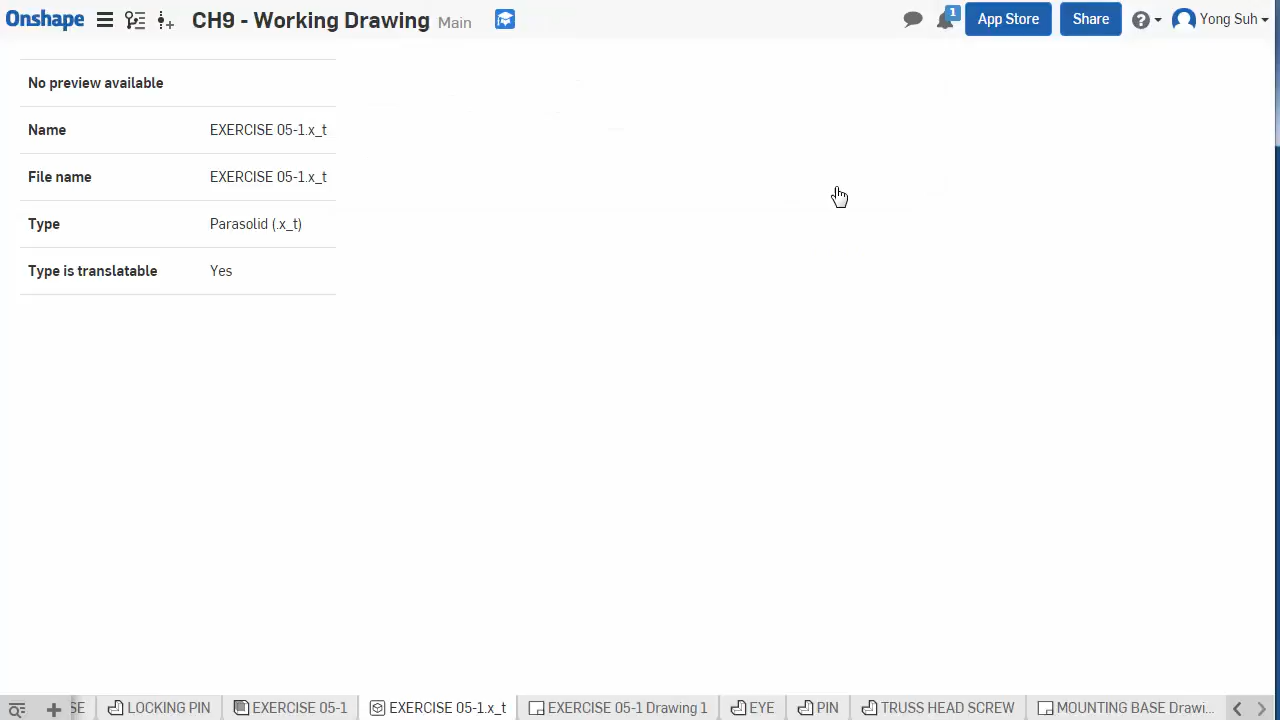 Onshape CH9 - Working Drawing Main 1 App Store Share Yong Suh
No preview available
Name EXERCISE 05-1.x_t
File name EXERCISE 05-1.x_t
Type Parasolid (.x_t)
Type is translatable Yes
SE LOCKING PIN EXERCISE 05-1 EXERCISE 05-1.x_t EXERCISE 05-1 Drawing 1 EYE PIN TRUSS HEAD SCREW MOUNTING BASE Drawi...